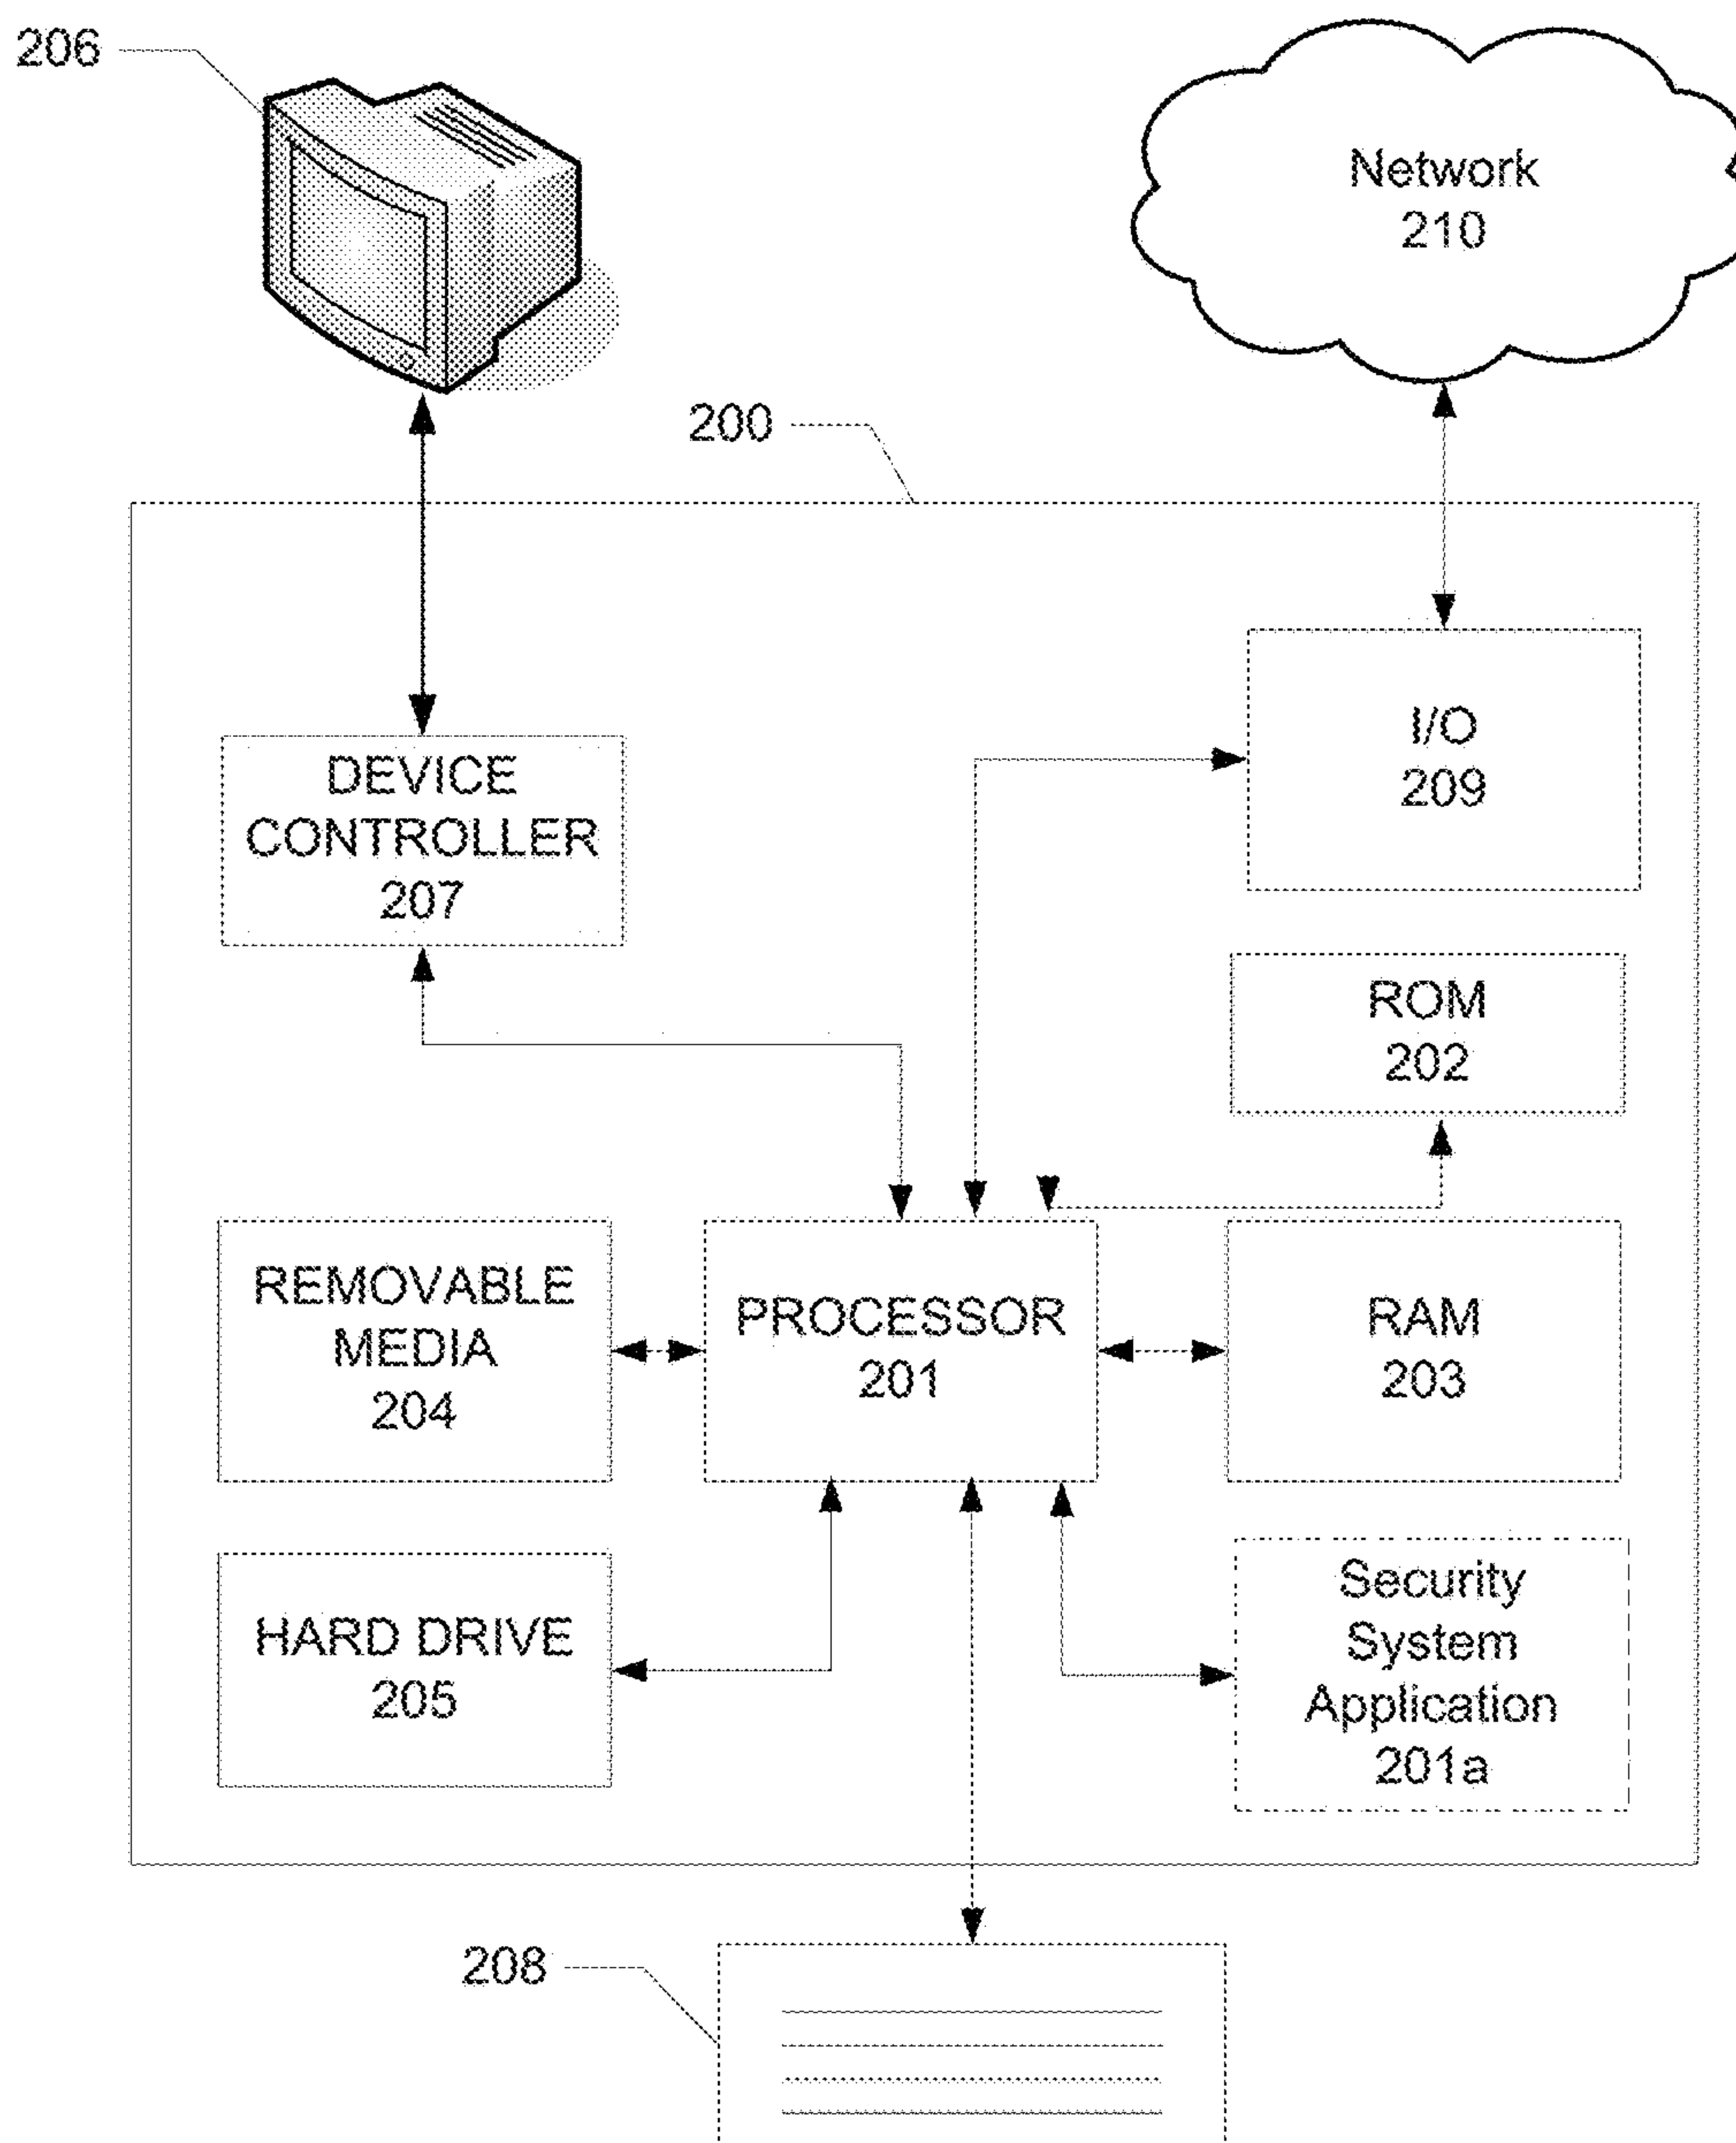 206
Network
210
200
I/O
209
DEVICE
CONTROLLER
207
ROM
202
REMOVABLE
MEDIA
204
PROCESSOR
201
RAM
203
HARD DRIVE
205
Security
System
Application
201a
208